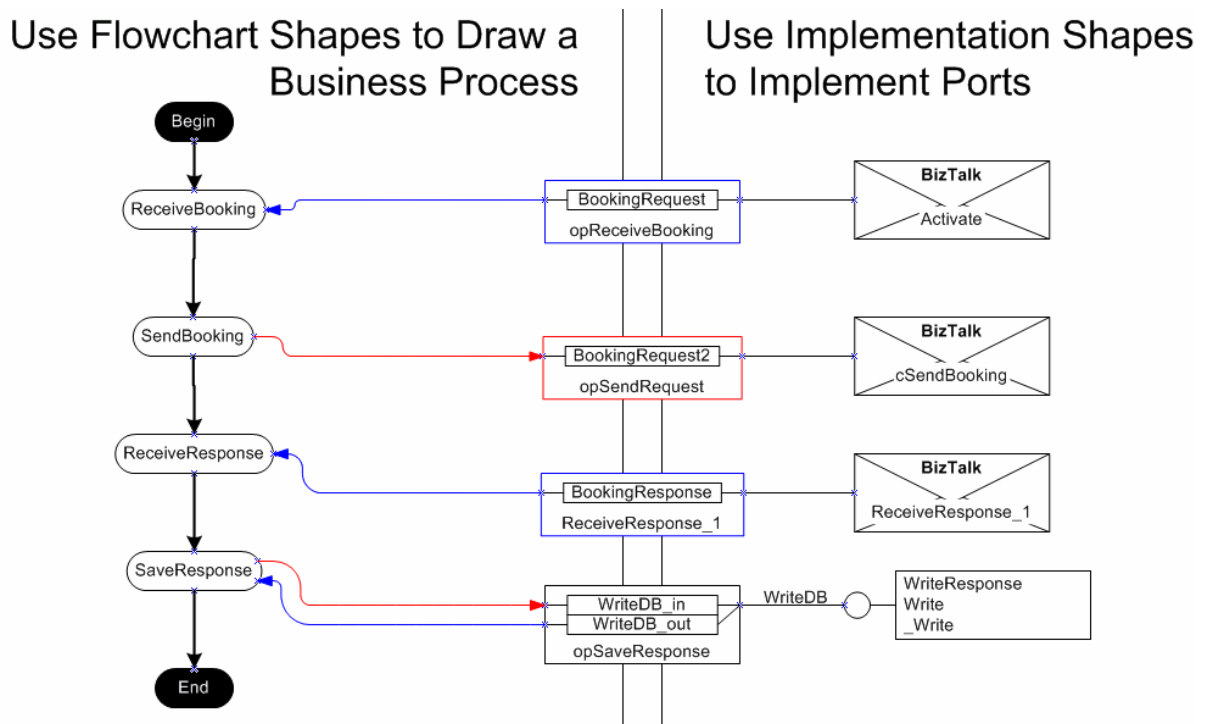 Use Flowchart Shapes to Draw a
Business Process
Use Implementation Shapes
to Implement Ports
Begin
ReceiveBooking
BookingRequest
opReceiveBooking
BizTalk
Activate
SendBooking
BookingRequest2
opSendRequest
BizTalk
cSendBooking
ReceiveResponse
BookingResponse
ReceiveResponse_1
BizTalk
ReceiveResponse_1
SaveResponse
WriteDB_in
WriteDB_out
opSaveResponse
WriteDB
WriteResponse
Write
_Write
End